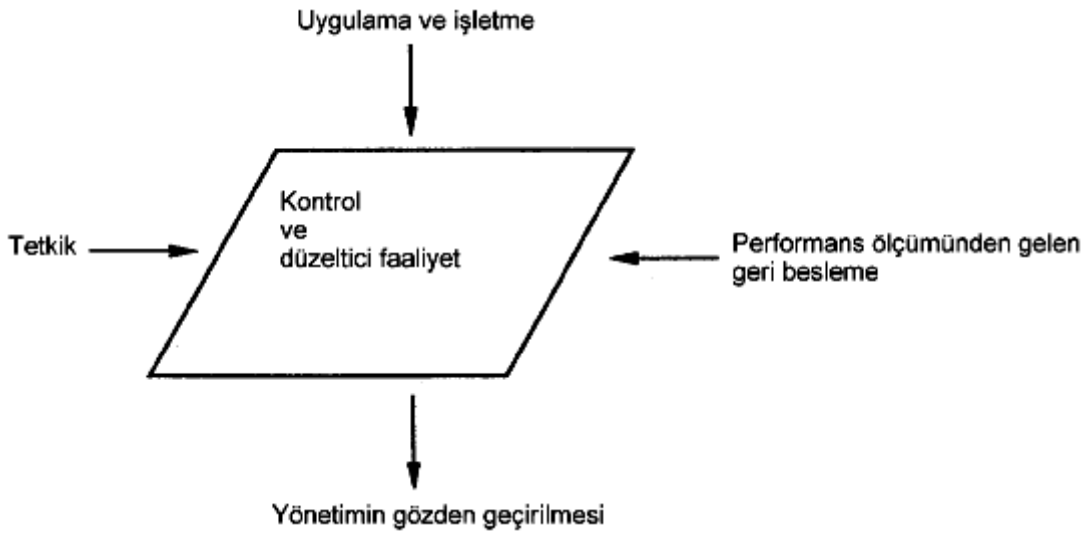 Uygulama ve işletme
Kontrol
ve
düzeltici faaliyet
Tetkik
Performans ölçümünden gelen
geri besleme
Yönetimin gözden geçirilmesi